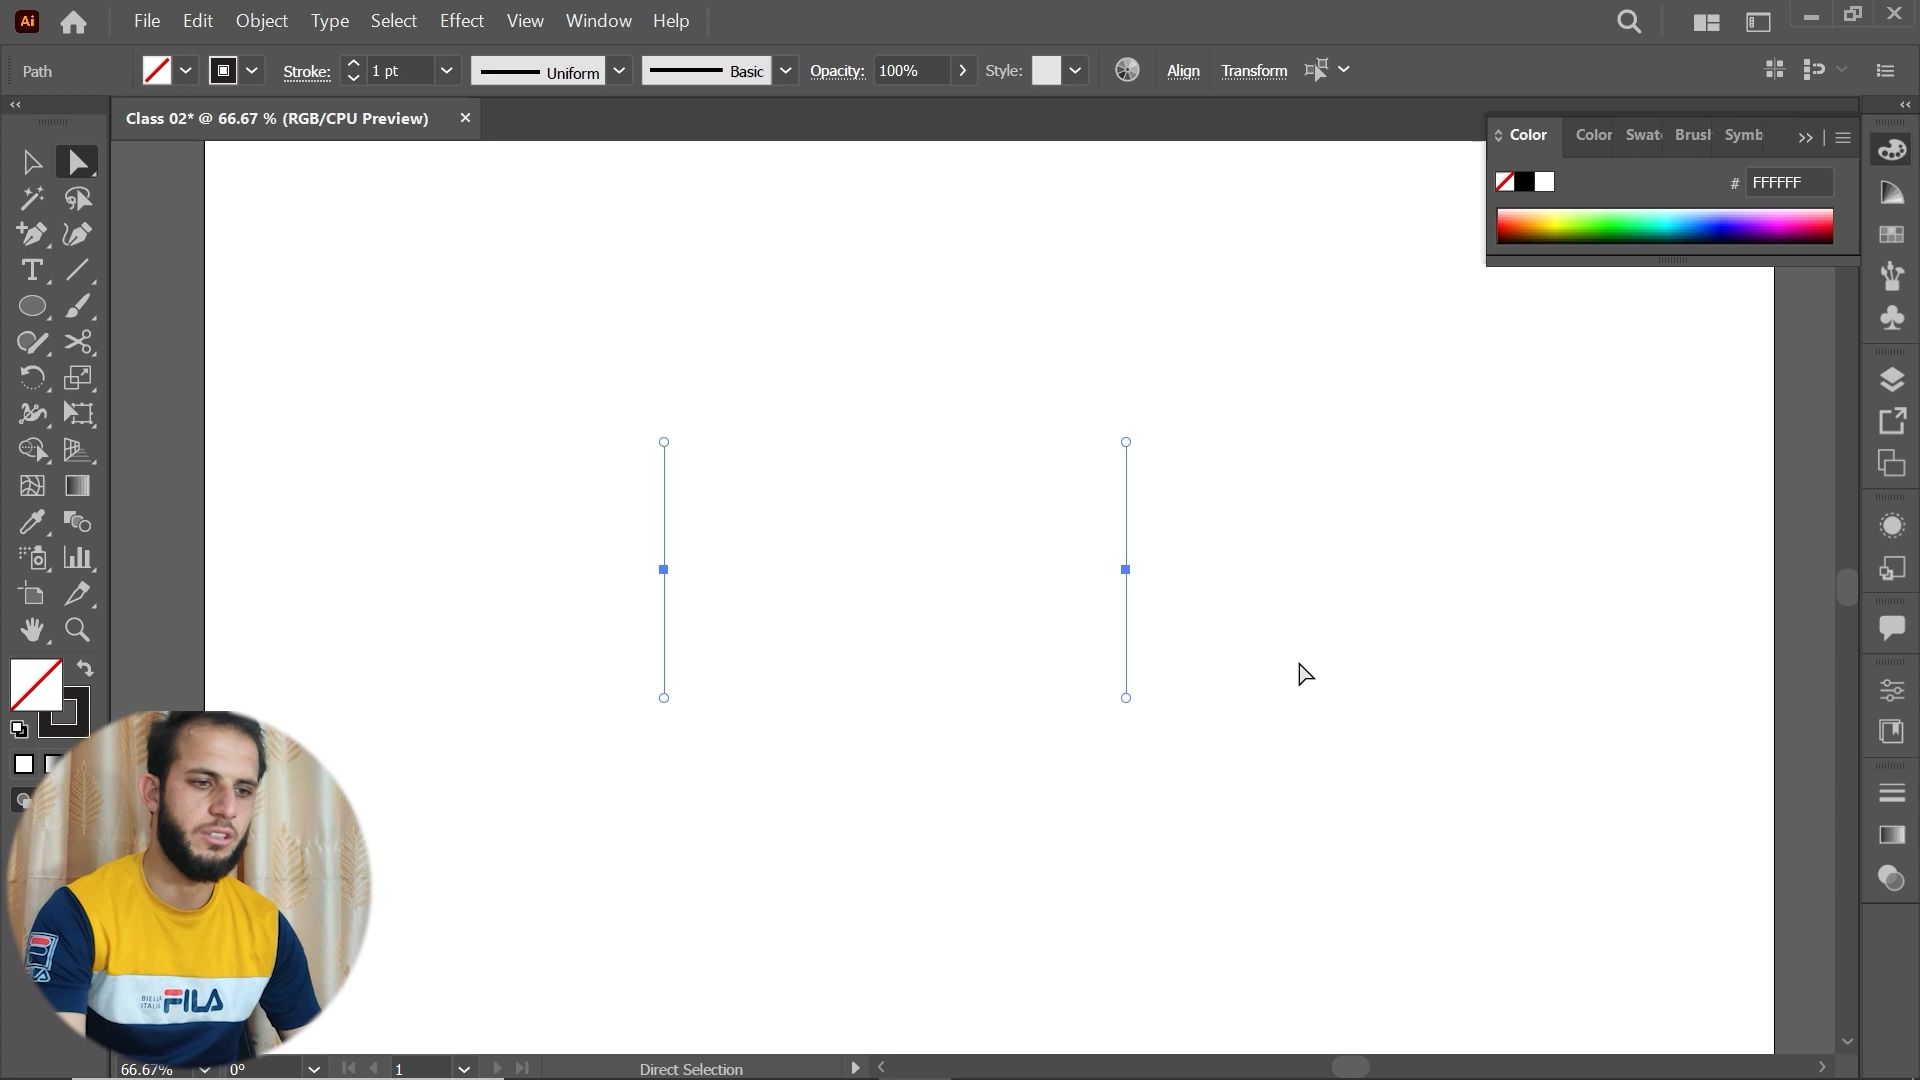 Ai File Edit Object Type Select Effect View Window Help
Path Stroke: 1 pt Uniform Basic Opacity: 100% Style: Align Transform
Class 02* @ 66.67 % (RGB/CPU Preview)
Color Color Swat Brush Symb
# FFFFFF
T
BIELLA
ITALIA
FILA
66.67% 0° 1 Direct Selection